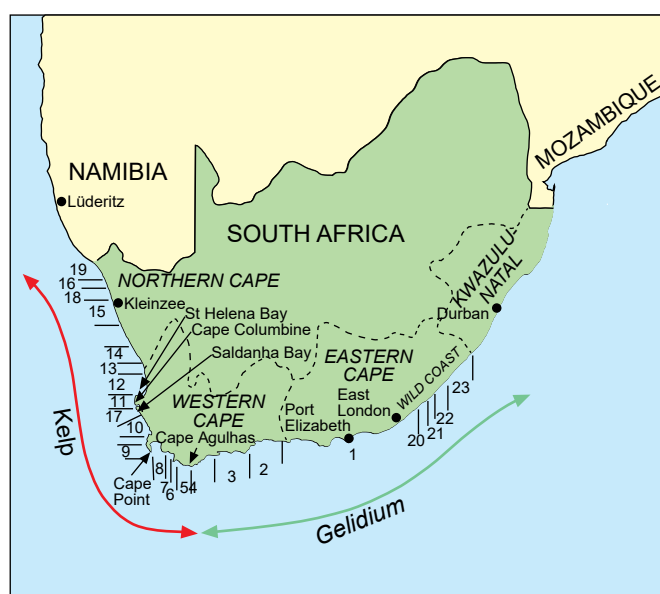 MOZAMBIQUE
NAMIBIA
Lüderitz
SOUTH AFRICA
KWAZULU-
NATAL
19
16
18
15
NORTHERN CAPE
Kleinzee
St Helena Bay
Cape Columbine
Durban
14
13
12
11
17
10
9
Saldanha Bay
EASTERN
CAPE
WILD COAST
23
22
21
20
WESTERN
CAPE
East
London
Port
Elizabeth
1
Cape Agulhas
Cape
Point
8
7
6
5
4
3
2
Kelp
Gelidium